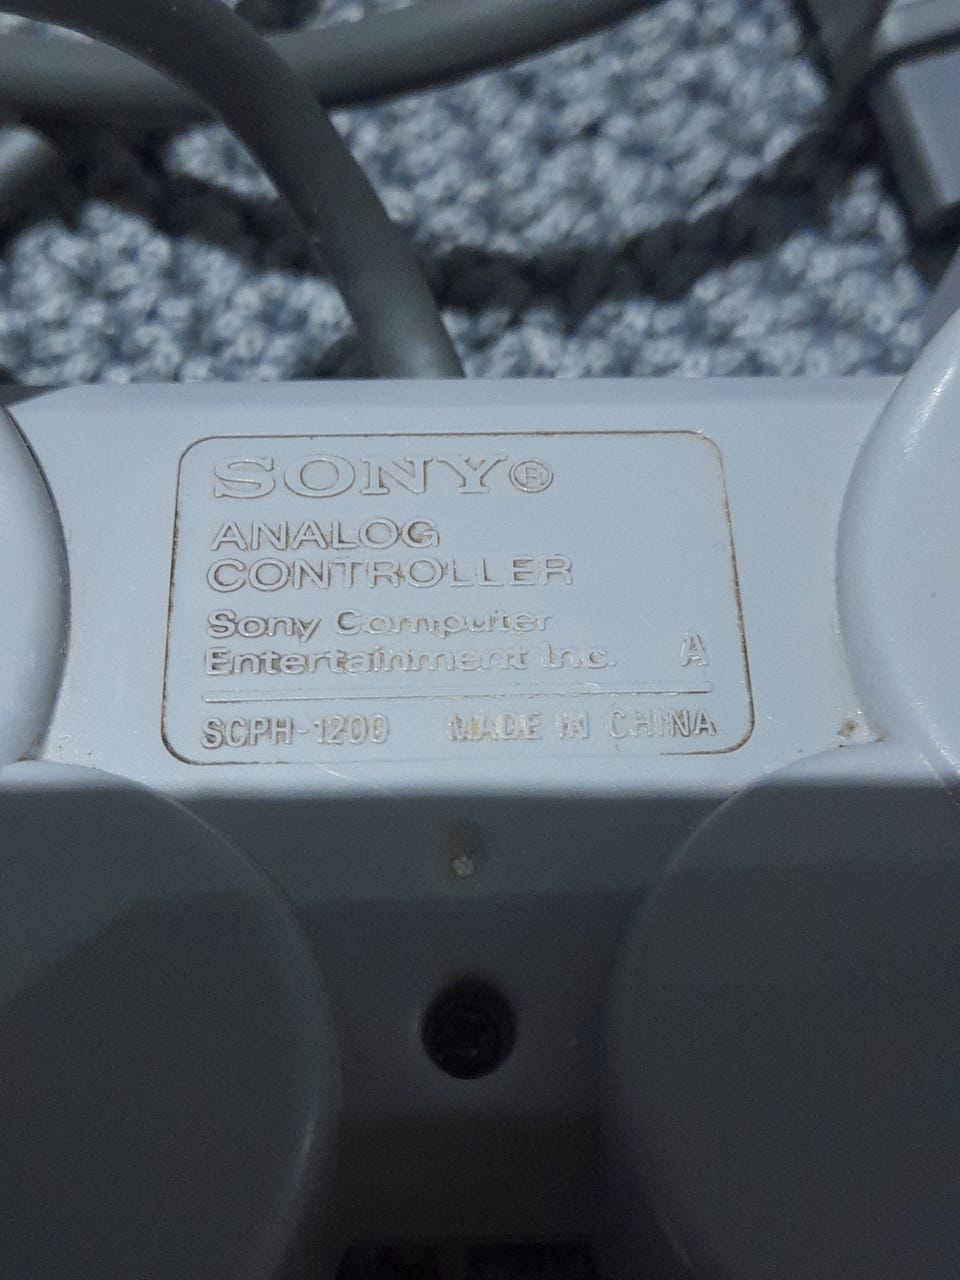 SONY®
ANALOG
CONTROLLER
Sony Computer
Entertainment Inc. A
SCPH-1200 MADE IN CHINA